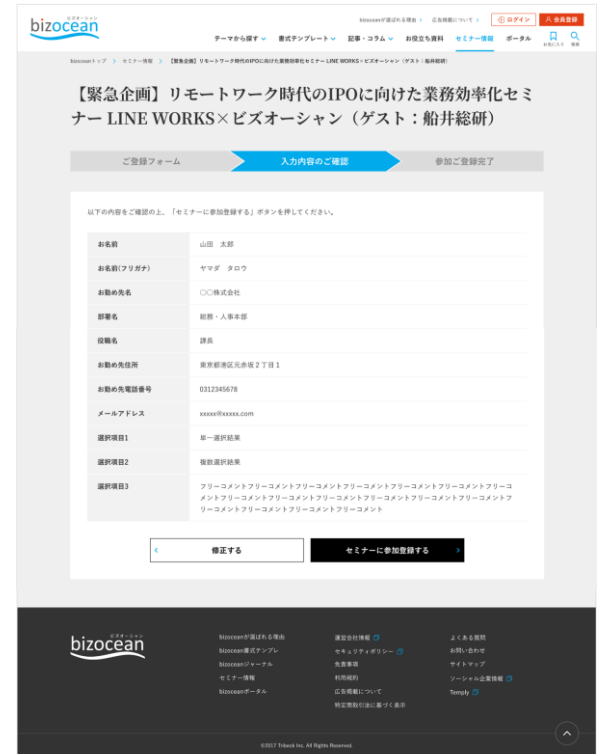 ビズオーシャン
bizocean
bizoceanが選ばれる理由
広告掲載について
ログイン
会員登録
テーマから探す
書式テンプレート
記事・コラム
お役立ち資料
セミナー情報
ポータル
お気に入り
検索
bizoceanトップ > セミナー情報 > 【緊急企画】リモートワーク時代のIPOに向けた業務効率化セミナー LINE WORKS×ビズオーシャン（ゲスト：船井総研）
【緊急企画】リモートワーク時代のIPOに向けた業務効率化セミ
ナー LINE WORKS×ビズオーシャン（ゲスト：船井総研）
ご登録フォーム
入力内容のご確認
参加ご登録完了
以下の内容をご確認の上、「セミナーに参加登録する」ボタンを押してください。
お名前 山田 太郎
お名前(フリガナ) ヤマダ タロウ
お勤め先名 〇〇株式会社
部署名 総務・人事本部
役職名 課長
お勤め先住所 東京都港区元赤坂２丁目１
お勤め先電話番号 0312345678
メールアドレス xxxxx@xxxxx.com
選択項目1 単一選択結果
選択項目2 複数選択結果
選択項目3 フリーコメントフリーコメントフリーコメントフリーコメントフリーコメントフリーコメントフリーコ
メントフリーコメントフリーコメントフリーコメントフリーコメントフリーコメントフリーコメントフ
リーコメントフリーコメントフリーコメントフリーコメント
修正する
セミナーに参加登録する
ビズオーシャン
bizocean
bizoceanが選ばれる理由
bizocean書式テンプレ
bizoceanジャーナル
セミナー情報
bizoceanポータル
運営会社情報
セキュリティポリシー
免責事項
利用規約
広告掲載について
特定商取引法に基づく表示
よくある質問
お問い合わせ
サイトマップ
ソーシャル企業情報
Temply
©2017 Tribeck Inc. All Rights Reserved.